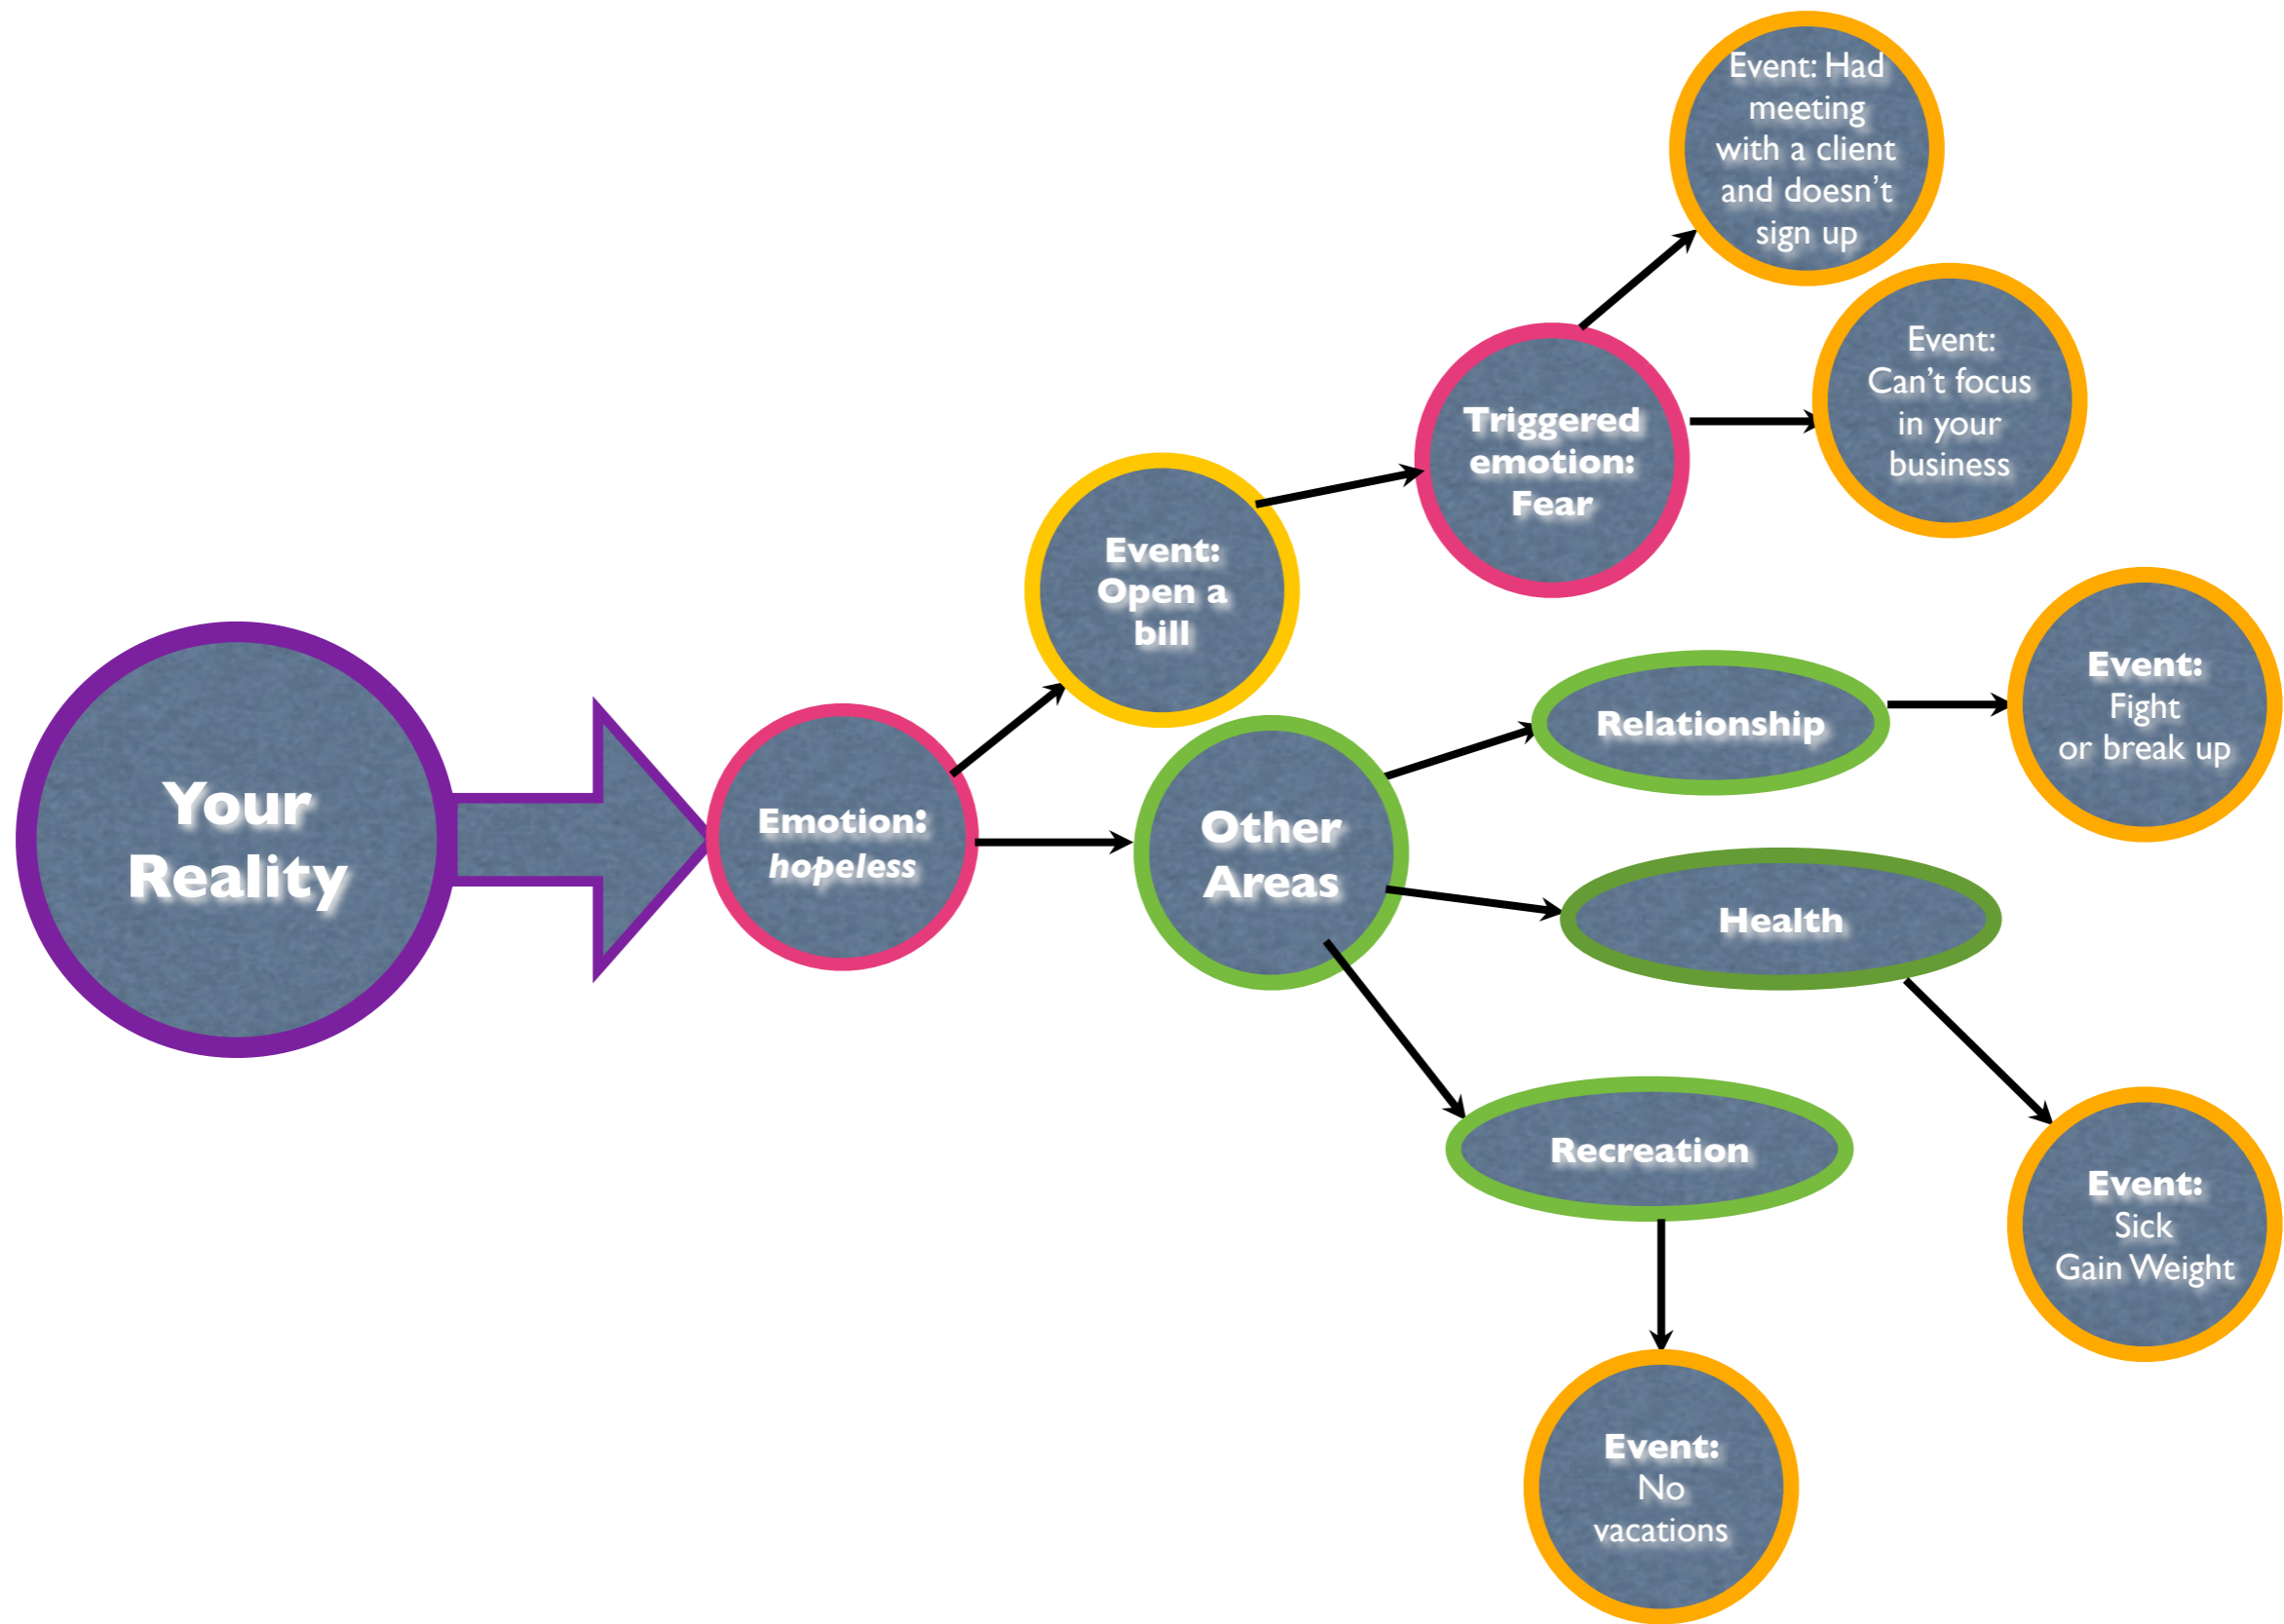 Your
Reality
Emotion:
hopeless
Event:
Open a
bill
Triggered
emotion:
Fear
Event: Had
meeting
with a client
and doesn’t
sign up
Event:
Can’t focus
in your
business
Other
Areas
Relationship
Event:
Fight
or break up
Health
Event:
Sick
Gain Weight
Recreation
Event:
No
vacations